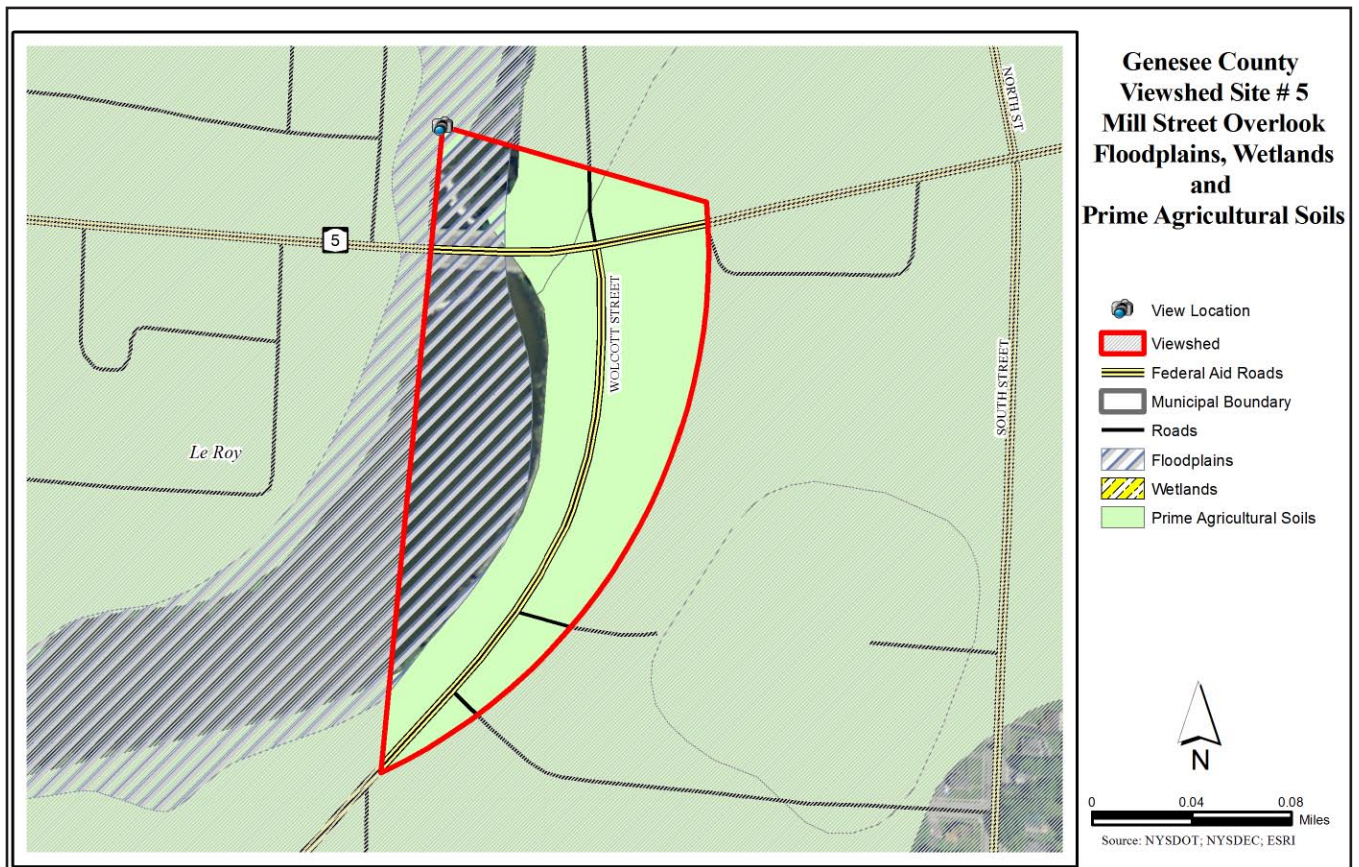 Genesee County
Viewshed Site # 5
Mill Street Overlook
Floodplains, Wetlands
and
Prime Agricultural Soils
View Location
Viewshed
Federal Aid Roads
Municipal Boundary
Roads
Floodplains
Wetlands
Prime Agricultural Soils
N
0 0.04 0.08
Miles
Source: NYSDOT; NYSDEC; ESRI
NORTH ST
5
WOLCOTT STREET
SOUTH STREET
Le Roy